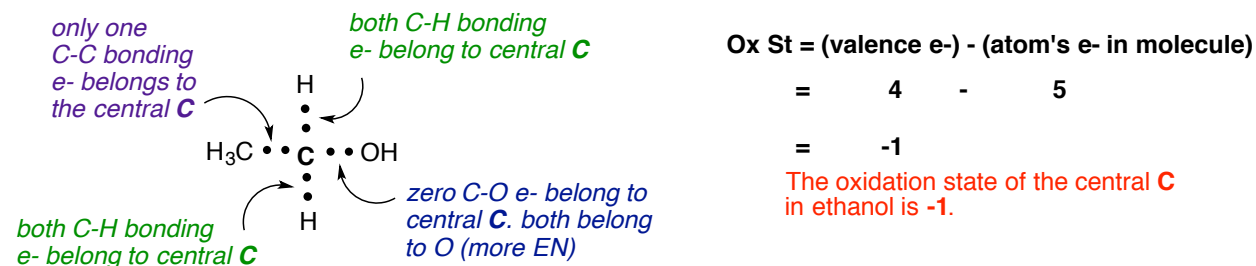 only one
C-C bonding
e- belongs to
the central C
both C-H bonding
e- belong to central C
H
H₃C • • C • • OH
H
both C-H bonding
e- belong to central C
zero C-O e- belong to
central C. both belong
to O (more EN)
Ox St = (valence e-) - (atom's e- in molecule)
= 4 - 5
= -1
The oxidation state of the central C
in ethanol is -1.